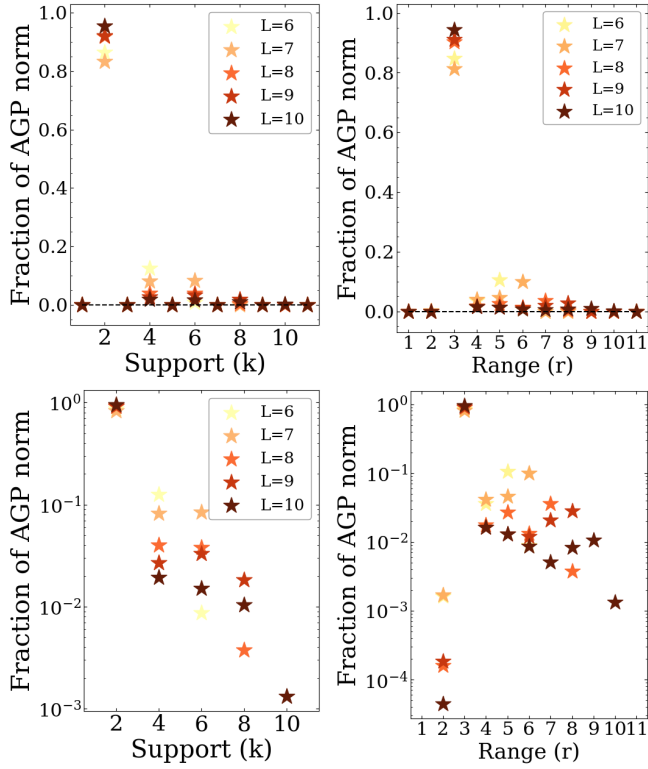 Fraction of AGP norm
1.0
0.8
0.6
0.4
0.2
0.0
2 4 6 8 10
Support (k)
L=6
L=7
L=8
L=9
L=10
Fraction of AGP norm
1.0
0.8
0.6
0.4
0.2
0.0
1 2 3 4 5 6 7 8 9 10 11
Range (r)
L=6
L=7
L=8
L=9
L=10
Fraction of AGP norm
10⁰
10⁻¹
10⁻²
10⁻³
2 4 6 8 10
Support (k)
L=6
L=7
L=8
L=9
L=10
Fraction of AGP norm
10⁰
10⁻¹
10⁻²
10⁻³
10⁻⁴
1 2 3 4 5 6 7 8 9 10 11
Range (r)